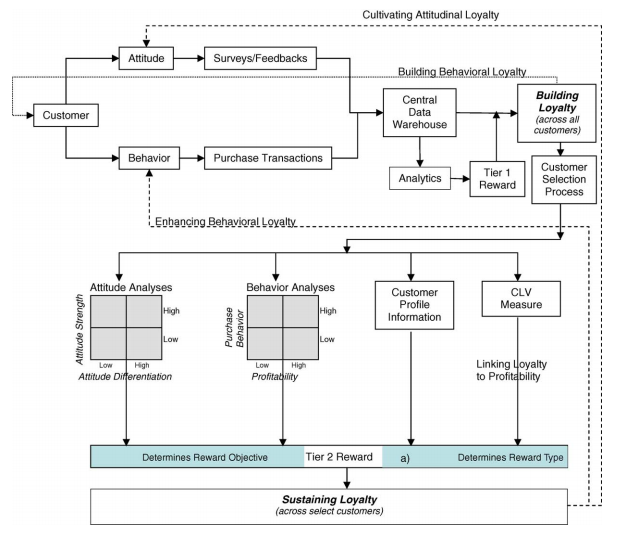 Cultivating Attitudinal Loyalty
Attitude
Surveys/Feedbacks
Building Behavioral Loyalty
Customer
Central
Data
Warehouse
Building
Loyalty
(across all
customers)
Behavior
Purchase Transactions
Analytics
Tier 1
Reward
Customer
Selection
Process
Enhancing Behavioral Loyalty
Attitude Analyses
Attitude Strength
High
Low
Low
High
Attitude Differentiation
Behavior Analyses
Purchase
Behavior
High
Low
Low
High
Profitability
Customer
Profile
Information
CLV
Measure
Linking Loyalty
to Profitability
Determines Reward Objective
Tier 2 Reward
a)
Determines Reward Type
Sustaining Loyalty
(across select customers)